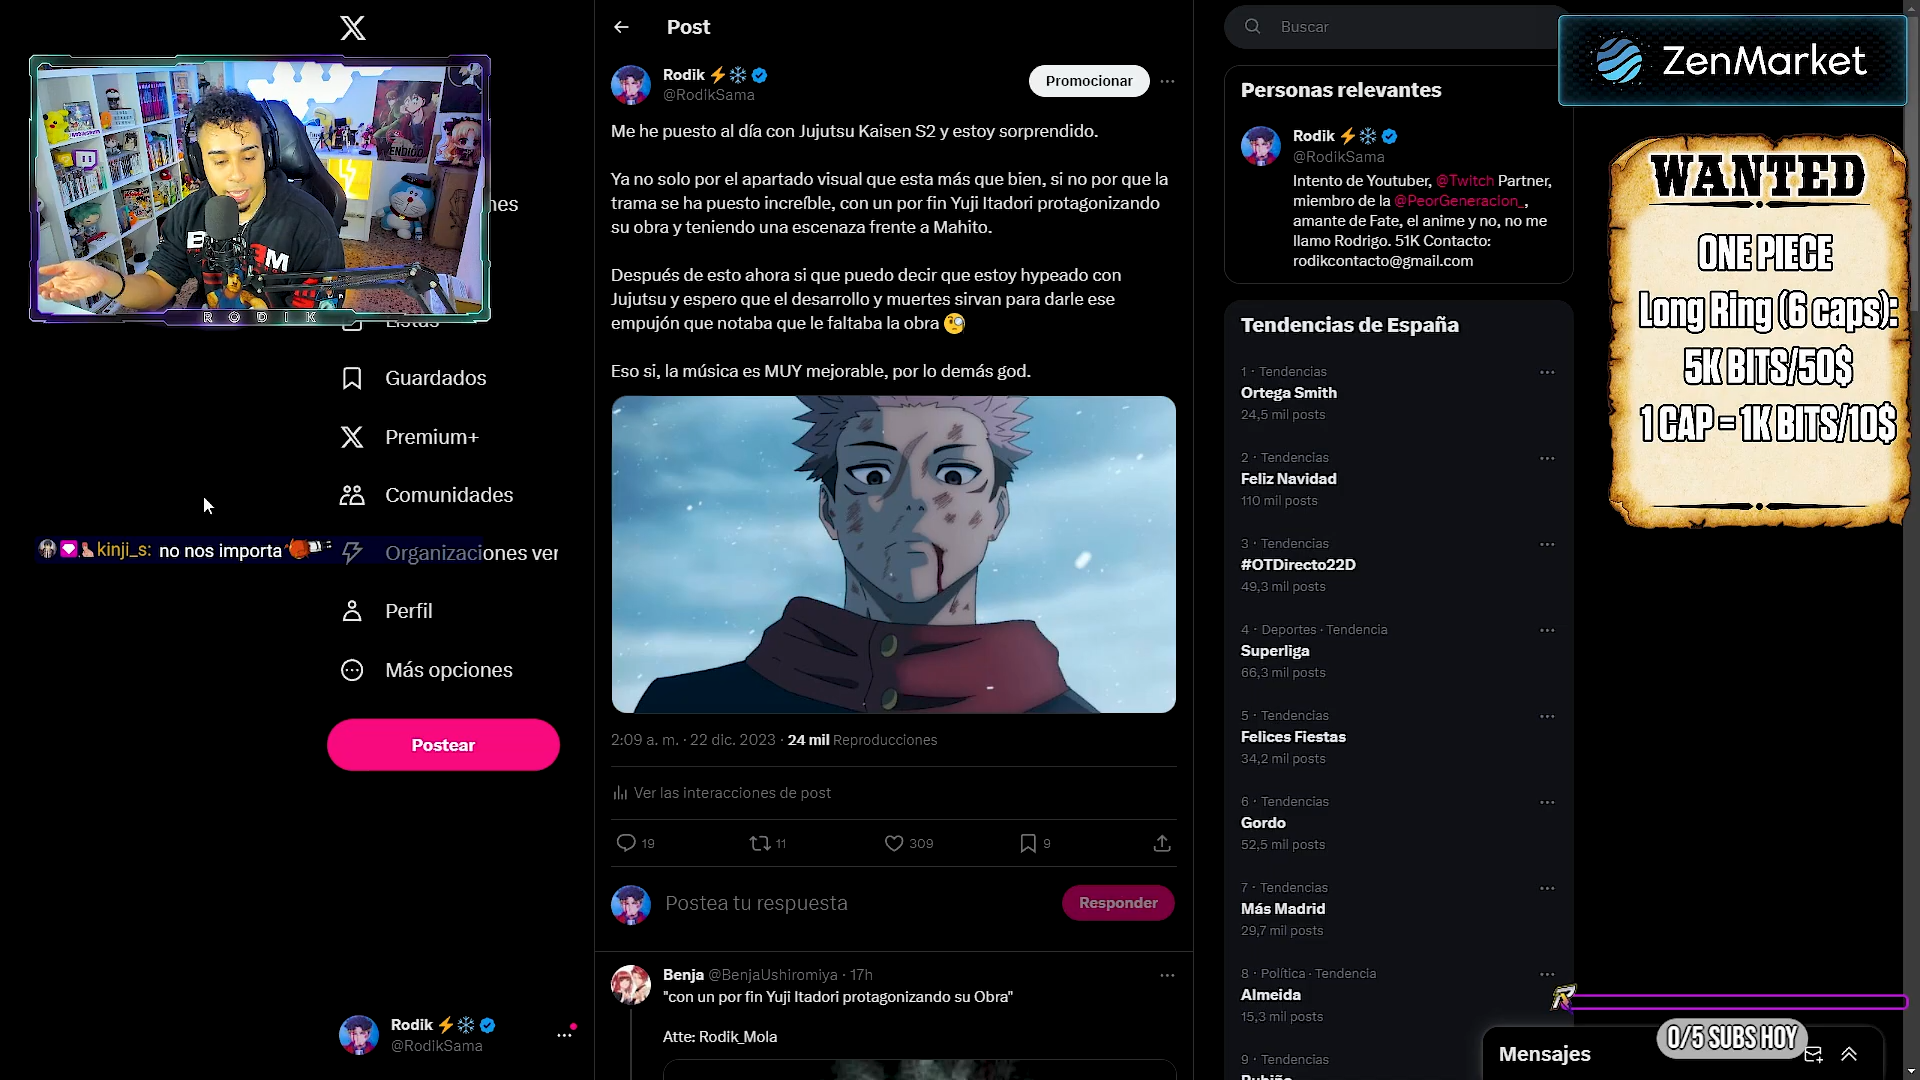 Post
Buscar
ZenMarket
Rodik
@RodikSama
Promocionar
Me he puesto al día con Jujutsu Kaisen S2 y estoy sorprendido.
Ya no solo por el apartado visual que esta más que bien, si no por que la
trama se ha puesto increíble, con un por fin Yuji Itadori protagonizando
su obra y teniendo una escenaza frente a Mahito.
Después de esto ahora si que puedo decir que estoy hypeado con
Jujutsu y espero que el desarrollo y muertes sirvan para darle ese
empujón que notaba que le faltaba la obra
Eso si, la música es MUY mejorable, por lo demás god.
2:09 a. m. · 22 dic. 2023 · 24 mil Reproducciones
Ver las interacciones de post
19
11
309
9
Postea tu respuesta
Responder
Benja @BenjaUshiromiya · 17h
"con un por fin Yuji Itadori protagonizando su Obra"
Atte: Rodik_Mola
RODIK
nes
Listas
Guardados
Premium+
Comunidades
kinji_s: no nos importa
Organizaciones ver
Perfil
Más opciones
Postear
Rodik
@RodikSama
Personas relevantes
Rodik
@RodikSama
Intento de Youtuber, @Twitch Partner,
miembro de la @PeorGeneracion_,
amante de Fate, el anime y no, no me
llamo Rodrigo. 51K Contacto:
rodikcontacto@gmail.com
Tendencias de España
1 · Tendencias
Ortega Smith
24,5 mil posts
2 · Tendencias
Feliz Navidad
110 mil posts
3 · Tendencias
#OTDirecto22D
49,3 mil posts
4 · Deportes · Tendencia
Superliga
66,3 mil posts
5 · Tendencias
Felices Fiestas
34,2 mil posts
6 · Tendencias
Gordo
52,5 mil posts
7 · Tendencias
Más Madrid
29,7 mil posts
8 · Política · Tendencia
Almeida
15,3 mil posts
9 · Tendencias
WANTED
ONE PIECE
Long Ring (6 caps):
5K BITS/50$
1 CAP = 1K BITS/10$
0/5 SUBS HOY
Mensajes